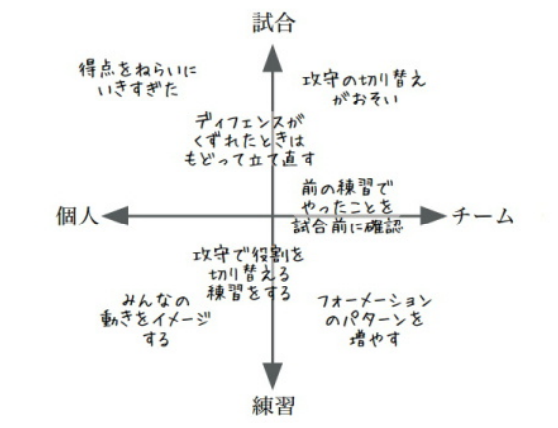 試合
得点をねらいに
いきすぎた
攻守の切り替え
がおそい
ディフェンスが
くずれたときは
もどって立て直す
前の練習で
やったことを
試合前に確認
個人
チーム
攻守で役割を
切り替える
練習をする
みんなの
動きをイメージ
する
フォーメーション
のパターンを
増やす
練習